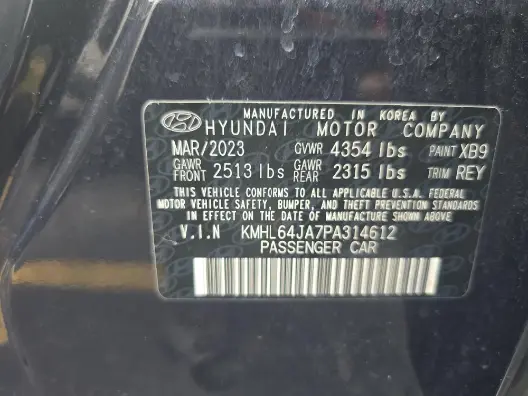 MANUFACTURED IN KOREA BY
HYUNDAI MOTOR COMPANY
MAR/2023 GVWR 4354 lbs PAINT XB9
GAWR FRONT 2513 lbs GAWR REAR 2315 lbs TRIM REY
THIS VEHICLE CONFORMS TO ALL APPLICABLE U.S.A. FEDERAL
MOTOR VEHICLE SAFETY, BUMPER, AND THEFT PREVENTION STANDARDS
IN EFFECT ON THE DATE OF MANUFACTURE SHOWN ABOVE
V.I.N KMHL64JA7PA314612
PASSENGER CAR